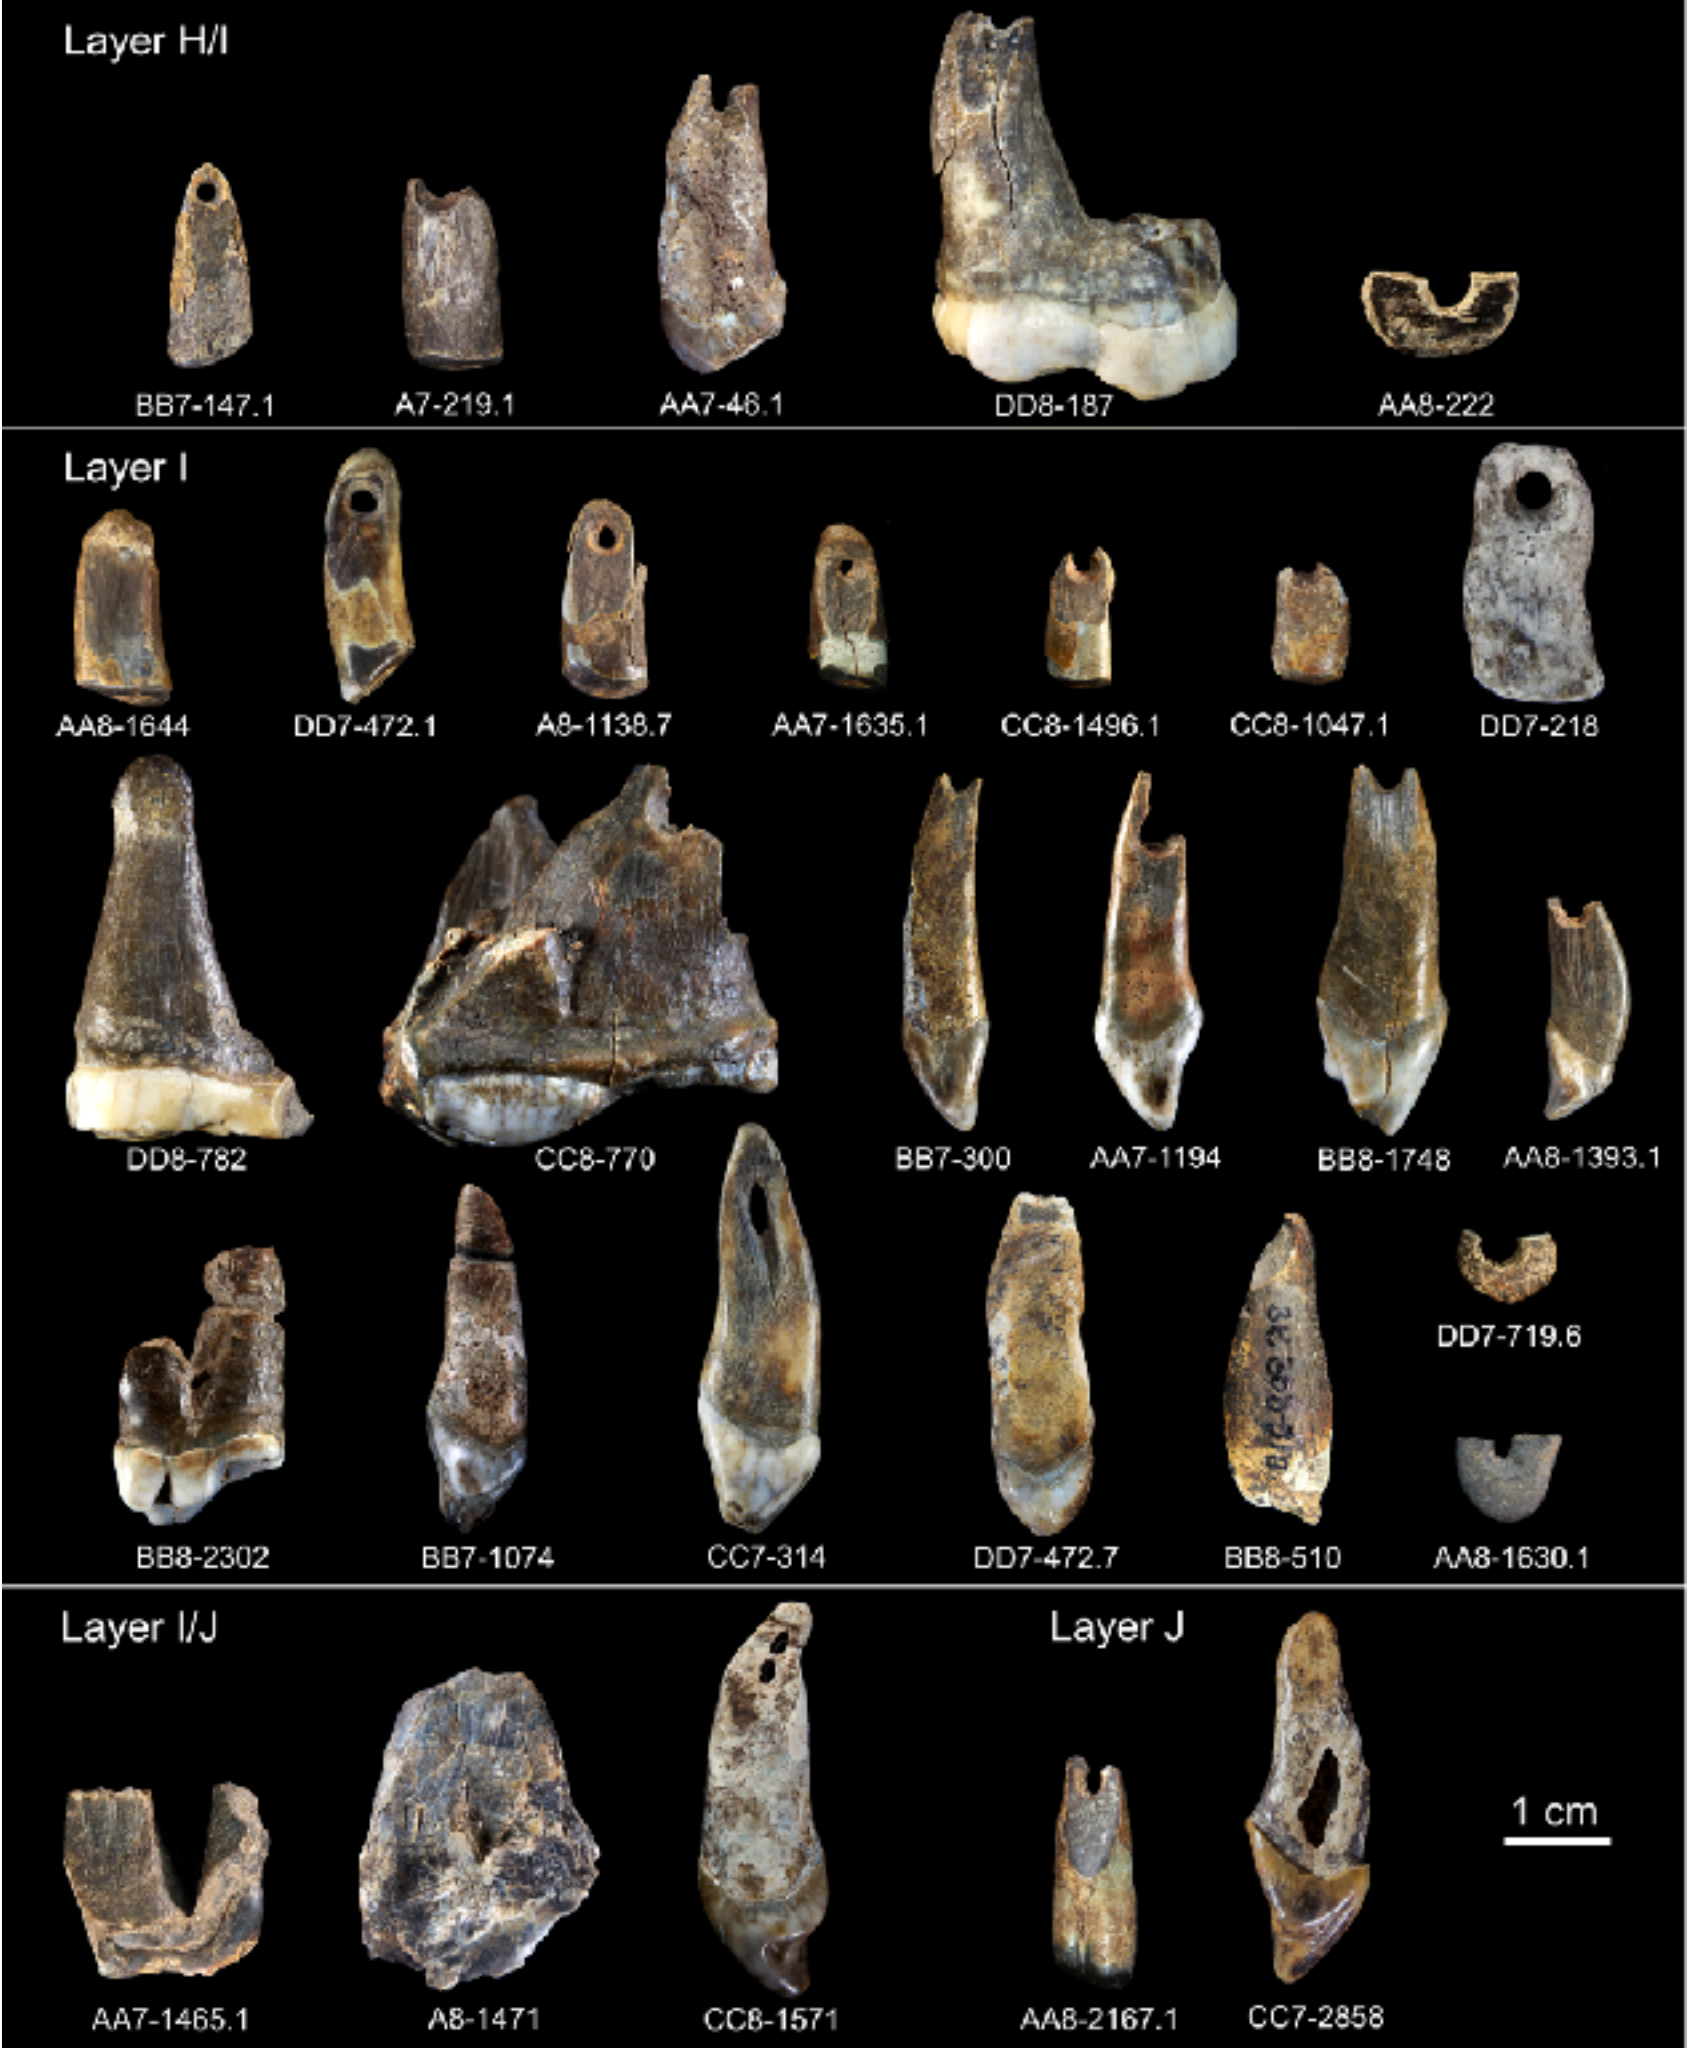 Layer H/I
BB7-147.1 A7-219.1 AA7-46.1 DD8-187 AA8-222
Layer I
AA8-1644 DD7-472.1 A8-1138.7 AA7-1635.1 CC8-1496.1 CC8-1047.1 DD7-218
DD8-782 CC8-770 BB7-300 AA7-1194 BB8-1748 AA8-1393.1
DD7-719.6
BB8-2302 BB7-1074 CC7-314 DD7-472.7 BB8-510 AA8-1630.1
Layer I/J Layer J
1 cm
AA7-1465.1 A8-1471 CC8-1571 AA8-2167.1 CC7-2858